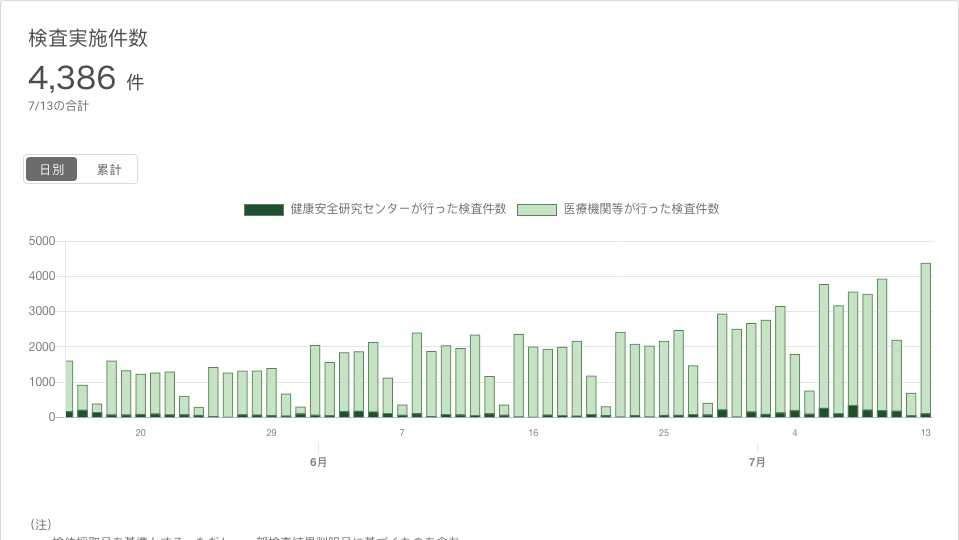 検査実施件数
4,386 件
7/13の合計
日別 累計
健康安全研究センターが行った検査件数 医療機関等が行った検査件数
5000
4000
3000
2000
1000
0
20 29 7 16 25 4 13
6月 7月
(注)